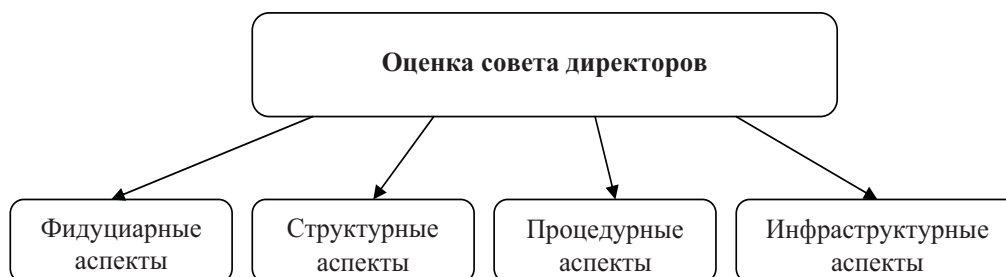 Оценка совета директоров
Фидуциарные
аспекты
Структурные
аспекты
Процедурные
аспекты
Инфраструктурные
аспекты